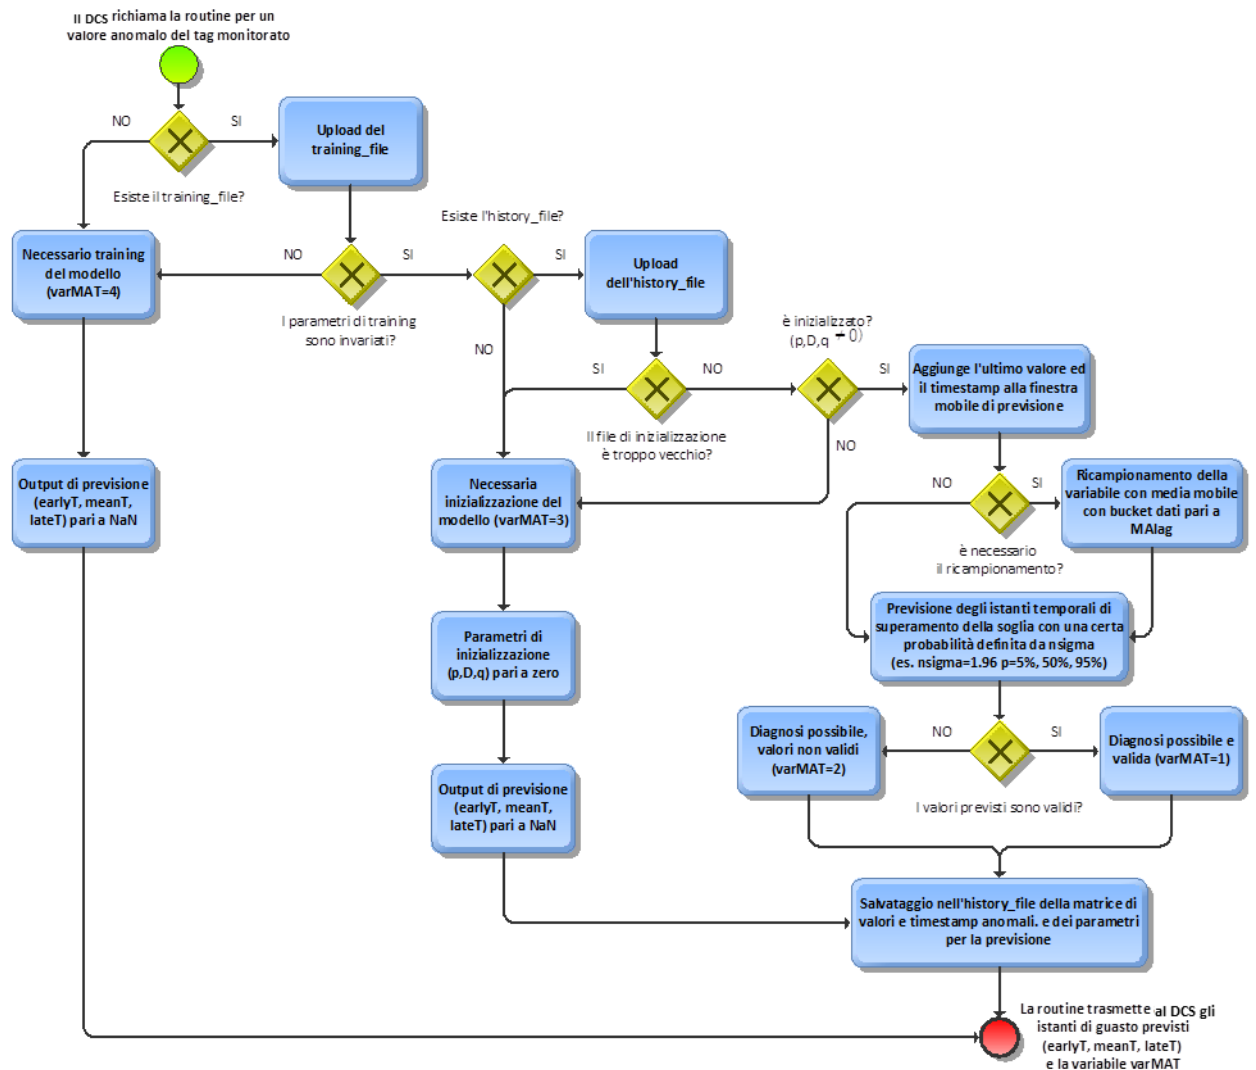 Il DCS richiama la routine per un
valore anomalo del tag monitorato
NO
SI
Upload del
training_file
Esiste il training_file?
Esiste l'history_file?
Necessario training
del modello
(varMAT=4)
NO
SI
SI
Upload
dell'history_file
I parametri di training
sono invariati?
è inizializzato?
(p,D,q ≠ 0)
NO
SI
NO
SI
Aggiunge l'ultimo valore ed
il timestamp alla finestra
mobile di previsione
Il file di inizializzazione
è troppo vecchio?
NO
Output di previsione
(earlyT, meanT,
lateT) pari a NaN
Necessaria
inizializzazione del
modello (varMAT=3)
NO
SI
Ricampionamento della
variabile con media mobile
con bucket dati pari a
MAlag
è necessario
il ricampionamento?
Parametri di
inizializzazione
(p,D,q) pari a zero
Previsione degli istanti temporali di
superamento della soglia con una certa
probabilità definita da nsigma
(es. nsigma=1.96 p=5%, 50%, 95%)
Diagnosi possibile,
valori non validi
(varMAT=2)
NO
SI
Diagnosi possibile e
valida (varMAT=1)
I valori previsti sono validi?
Output di previsione
(earlyT, meanT,
lateT) pari a NaN
Salvataggio nell'history_file della matrice di
valori e timestamp anomali. e dei parametri
per la previsione
La routine trasmette al DCS gli
istanti di guasto previsti
(earlyT, meanT, lateT)
e la variabile varMAT